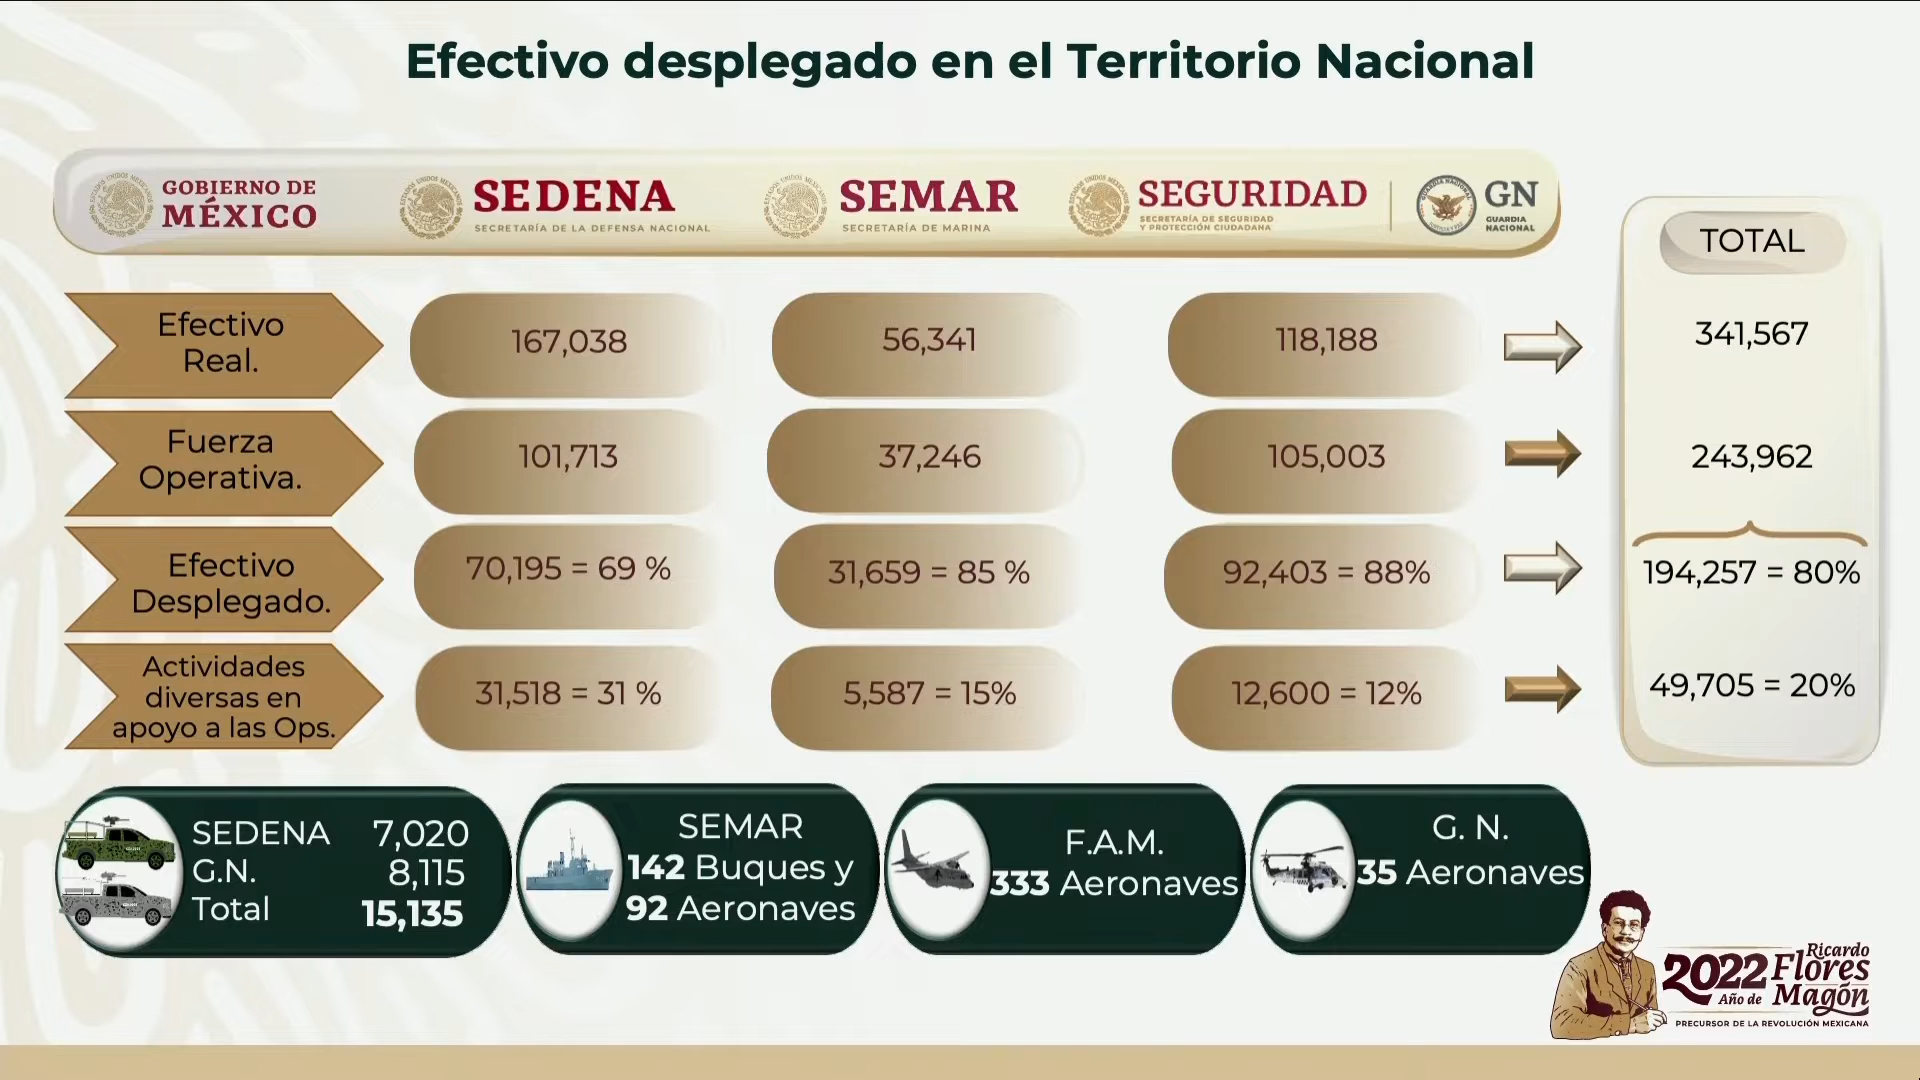 Efectivo desplegado en el Territorio Nacional
GOBIERNO DE
MÉXICO
SEDENA
SECRETARÍA DE LA DEFENSA NACIONAL
SEMAR
SECRETARÍA DE MARINA
SEGURIDAD
SECRETARÍA DE SEGURIDAD
Y PROTECCIÓN CIUDADANA
GN
GUARDIA
NACIONAL
TOTAL
Efectivo
Real.
167,038
56,341
118,188
341,567
Fuerza
Operativa.
101,713
37,246
105,003
243,962
Efectivo
Desplegado.
70,195 = 69 %
31,659 = 85 %
92,403 = 88%
194,257 = 80%
Actividades
diversas en
apoyo a las Ops.
31,518 = 31 %
5,587 = 15%
12,600 = 12%
49,705 = 20%
SEDENA 7,020
G.N. 8,115
Total 15,135
SEMAR
142 Buques y
92 Aeronaves
F.A.M.
333 Aeronaves
G. N.
35 Aeronaves
2022 Ricardo
Flores
Año de Magón
PRECURSOR DE LA REVOLUCIÓN MEXICANA